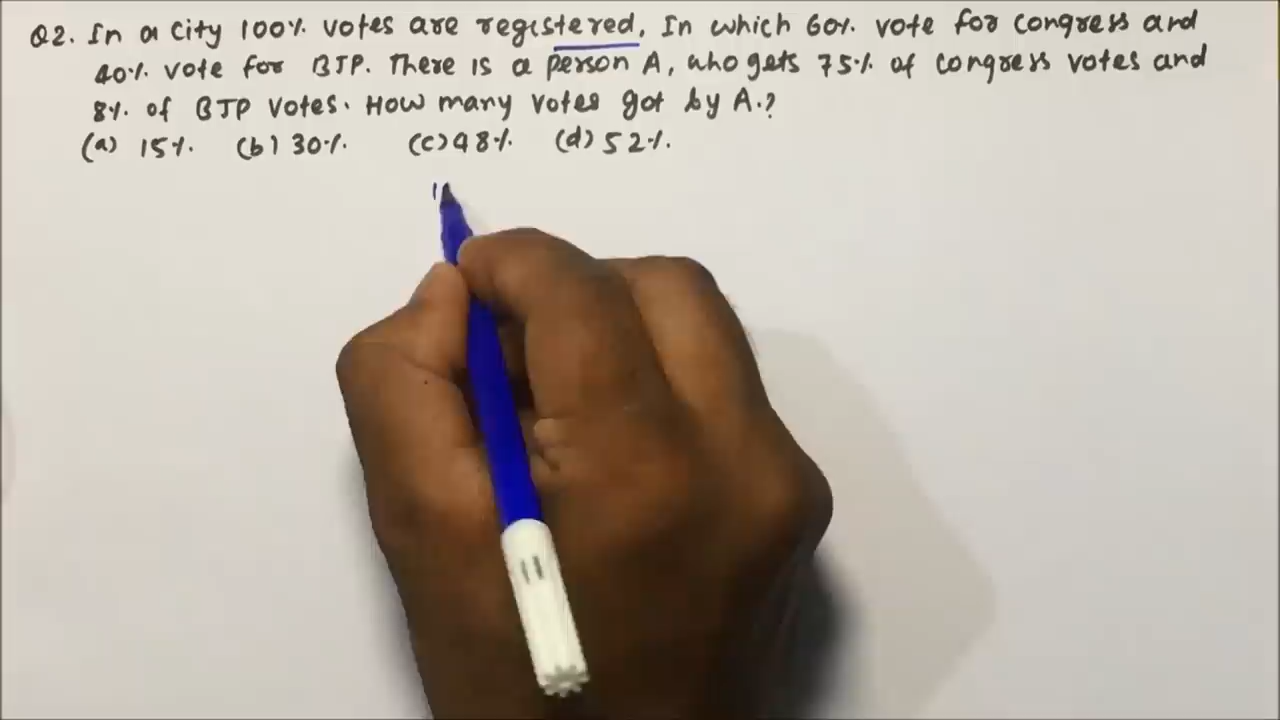 Q2. In a city 100% votes are registered, In which 60% vote for congress and
40% vote for BJP. There is a person A, who gets 75% of congress votes and
8% of BJP votes. How many votes got by A.?
(a) 15% (b) 30% (c) 48% (d) 52%.